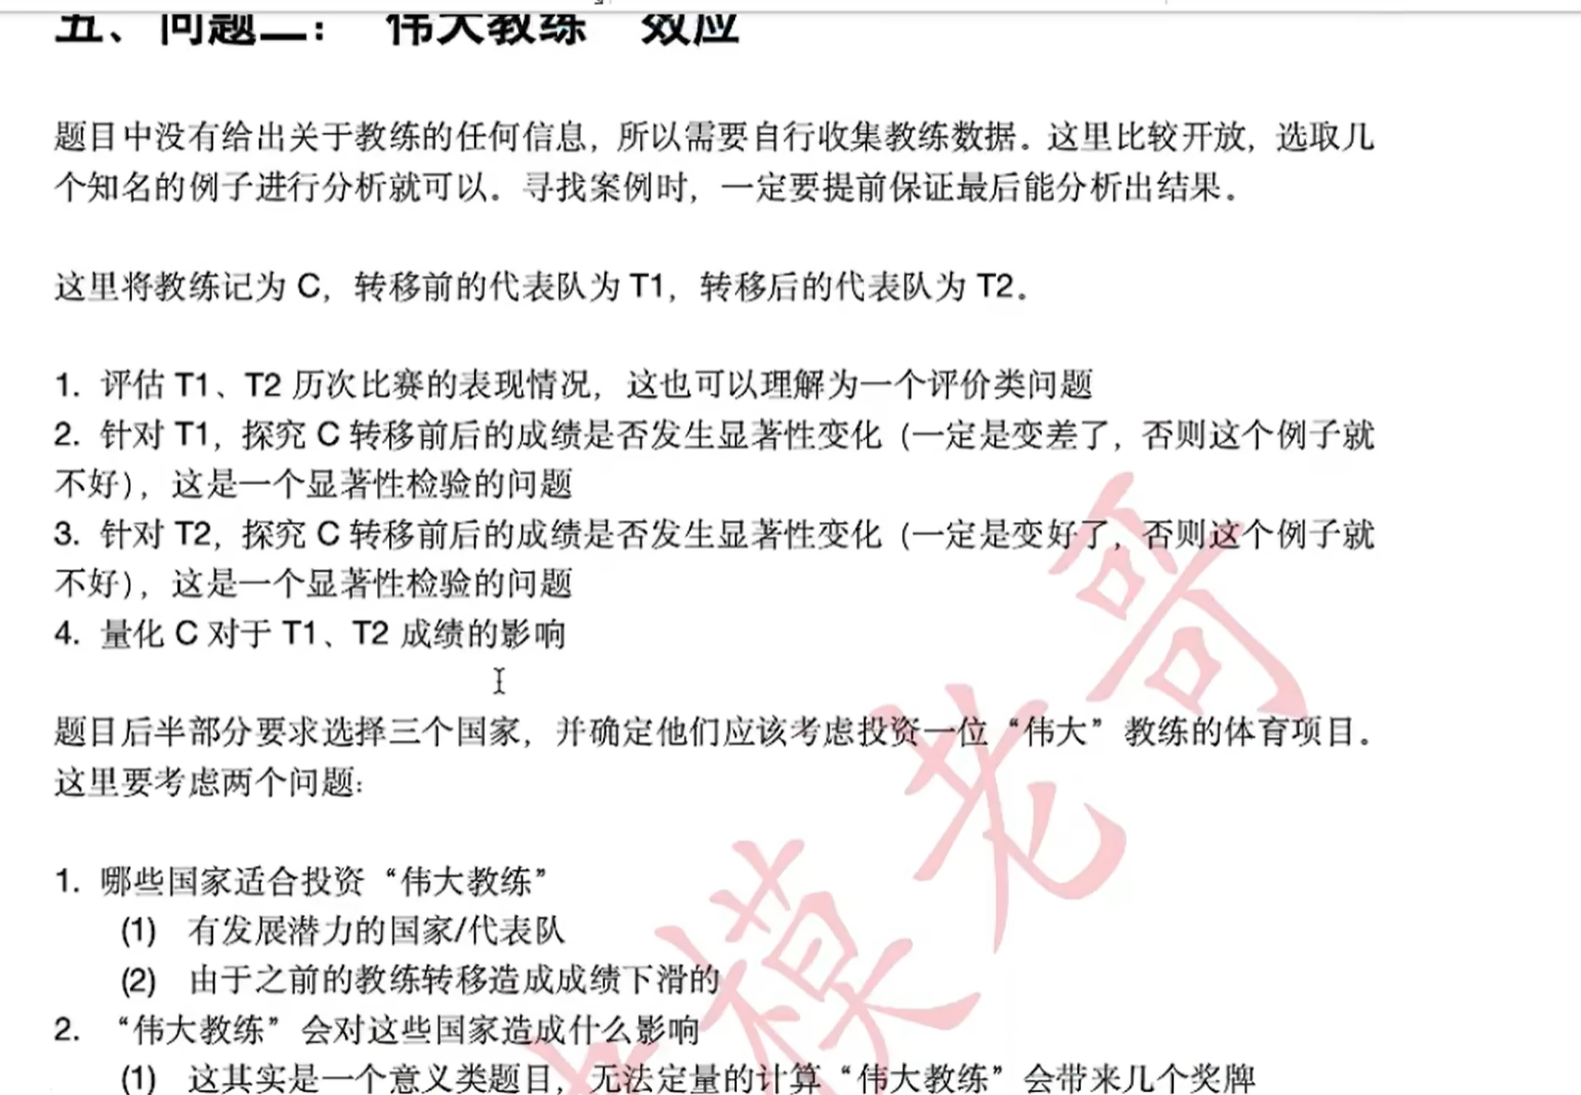 五、问题二： 伟大教练 效应
题目中没有给出关于教练的任何信息，所以需要自行收集教练数据。这里比较开放，选取几
个知名的例子进行分析就可以。寻找案例时，一定要提前保证最后能分析出结果。
这里将教练记为 C，转移前的代表队为 T1，转移后的代表队为 T2。
1. 评估 T1、T2 历次比赛的表现情况，这也可以理解为一个评价类问题
2. 针对 T1，探究 C 转移前后的成绩是否发生显著性变化（一定是变差了，否则这个例子就
不好），这是一个显著性检验的问题
3. 针对 T2，探究 C 转移前后的成绩是否发生显著性变化（一定是变好了，否则这个例子就
不好），这是一个显著性检验的问题
4. 量化 C 对于 T1、T2 成绩的影响
题目后半部分要求选择三个国家，并确定他们应该考虑投资一位“伟大”教练的体育项目。
这里要考虑两个问题：
1. 哪些国家适合投资“伟大教练”
(1) 有发展潜力的国家/代表队
(2) 由于之前的教练转移造成成绩下滑的
2. “伟大教练”会对这些国家造成什么影响
(1) 这其实是一个意义类题目，无法定量的计算“伟大教练”会带来几个奖牌
模老哥